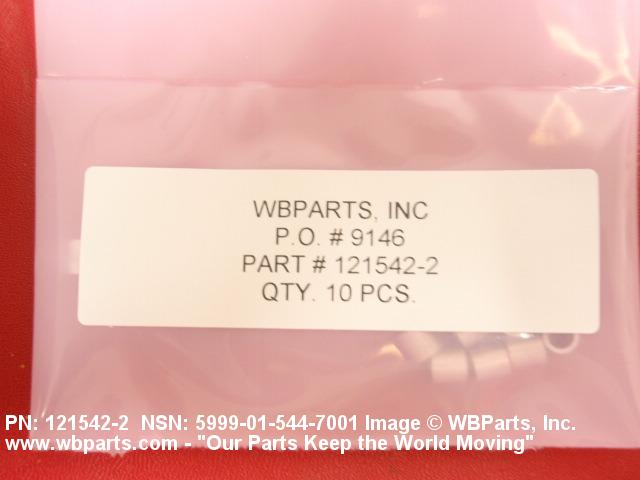 WBPARTS, INC
P.O. # 9146
PART # 121542-2
QTY. 10 PCS.
PN: 121542-2 NSN: 5999-01-544-7001 Image © WBParts, Inc.
www.wbparts.com - "Our Parts Keep the World Moving"